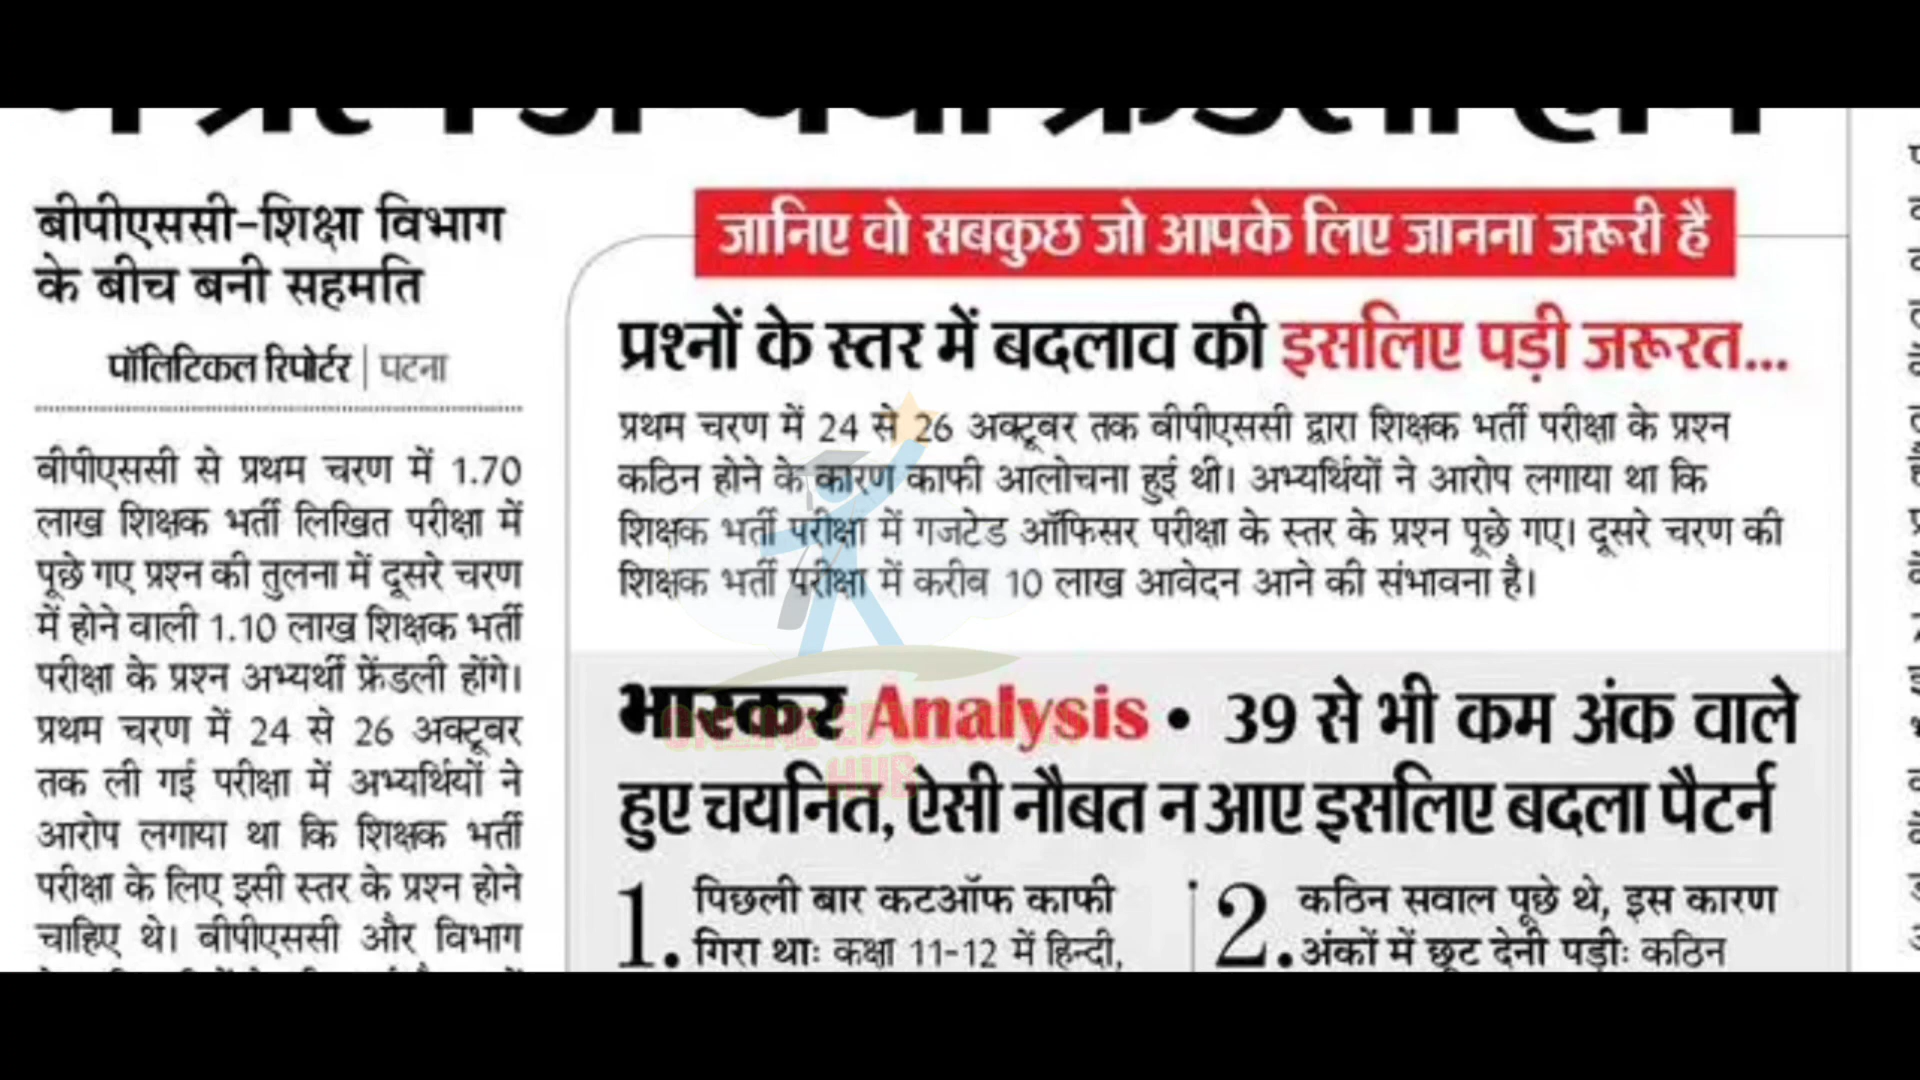 बीपीएससी-शिक्षा विभाग
के बीच बनी सहमति
पॉलिटिकल रिपोर्टर | पटना
बीपीएससी से प्रथम चरण में 1.70
लाख शिक्षक भर्ती लिखित परीक्षा में
पूछे गए प्रश्न की तुलना में दूसरे चरण
में होने वाली 1.10 लाख शिक्षक भर्ती
परीक्षा के प्रश्न अभ्यर्थी फ्रेंडली होंगे।
प्रथम चरण में 24 से 26 अक्टूबर
तक ली गई परीक्षा में अभ्यर्थियों ने
आरोप लगाया था कि शिक्षक भर्ती
परीक्षा के लिए इसी स्तर के प्रश्न होने
चाहिए थे। बीपीएससी और विभाग
जानिए वो सबकुछ जो आपके लिए जानना जरूरी है
प्रश्नों के स्तर में बदलाव की इसलिए पड़ी जरूरत...
प्रथम चरण में 24 से 26 अक्टूबर तक बीपीएससी द्वारा शिक्षक भर्ती परीक्षा के प्रश्न
कठिन होने के कारण काफी आलोचना हुई थी। अभ्यर्थियों ने आरोप लगाया था कि
शिक्षक भर्ती परीक्षा में गजटेड ऑफिसर परीक्षा के स्तर के प्रश्न पूछे गए। दूसरे चरण की
शिक्षक भर्ती परीक्षा में करीब 10 लाख आवेदन आने की संभावना है।
भास्कर Analysis • 39 से भी कम अंक वाले
हुए चयनित, ऐसी नौबत न आए इसलिए बदला पैटर्न
1. पिछली बार कटऑफ काफी
गिरा थाः कक्षा 11-12 में हिन्दी,
2. कठिन सवाल पूछे थे, इस कारण
अंकों में छूट देनी पड़ीः कठिन
ONLINE EDUCATION
HUB